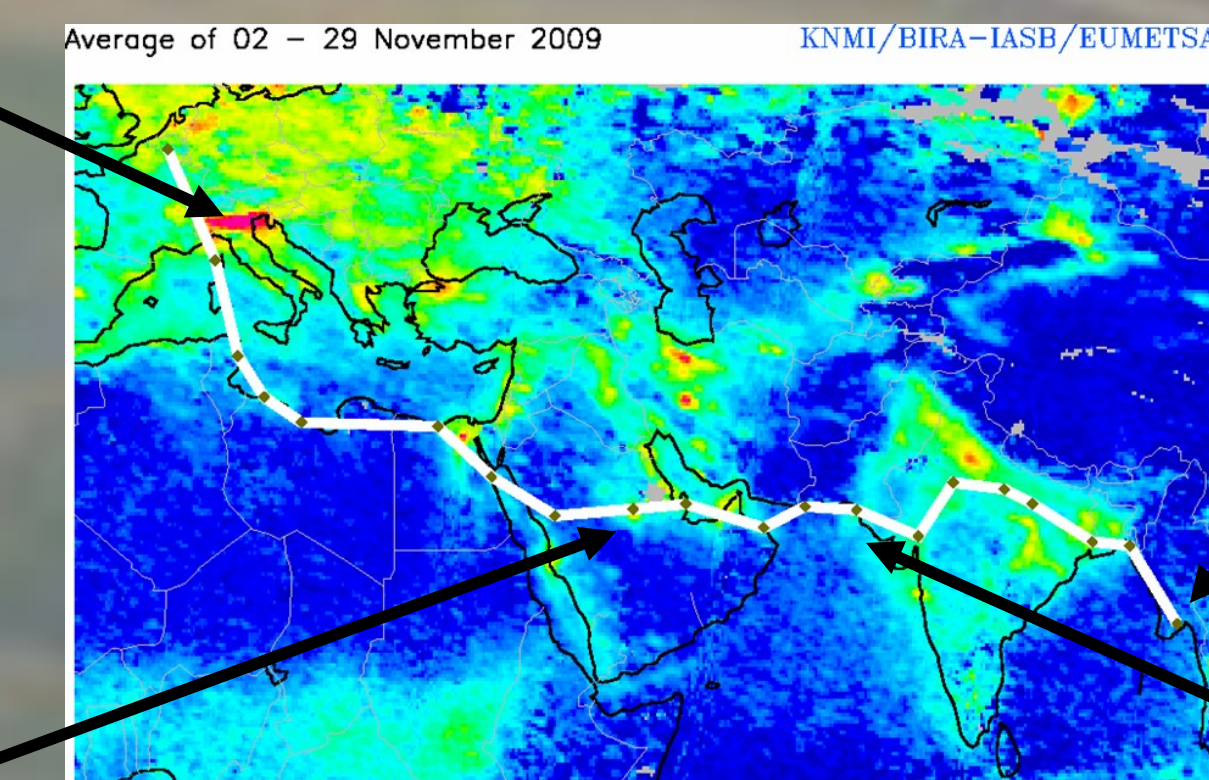 Average of 02 – 29 November 2009
KNMI/BIRA–IASB/EUMETSA